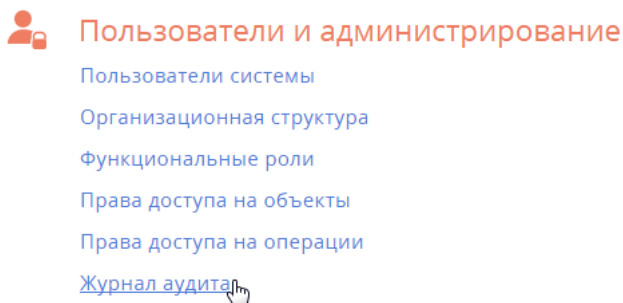 Пользователи и администрирование
Пользователи системы
Организационная структура
Функциональные роли
Права доступа на объекты
Права доступа на операции
Журнал аудита